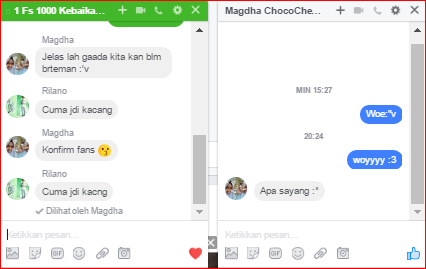 1 Fs 1000 Kebaika...
Magdha
Jelas lah gaada kita kan blm
brteman :'v
Rilano
Cuma jdi kacang
Magdha
Konfirm fans 😚
Rilano
Cuma jdi kacng
Dilihat oleh Magdha
Ketikkan pesan...
GIF
Magdha ChocoChe...
MIN 15:27
Woe:"v
20:24
woyyyy :3
Apa sayang :*
Ketikkan pesan...
GIF